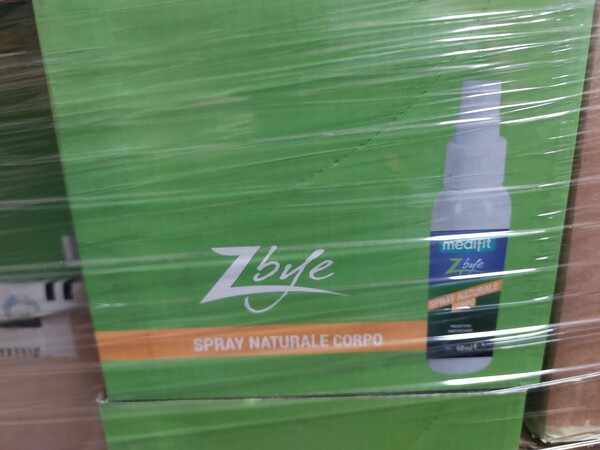 Zbye
SPRAY NATURALE CORPO
medifit
Zbye
SPRAY NATURALE